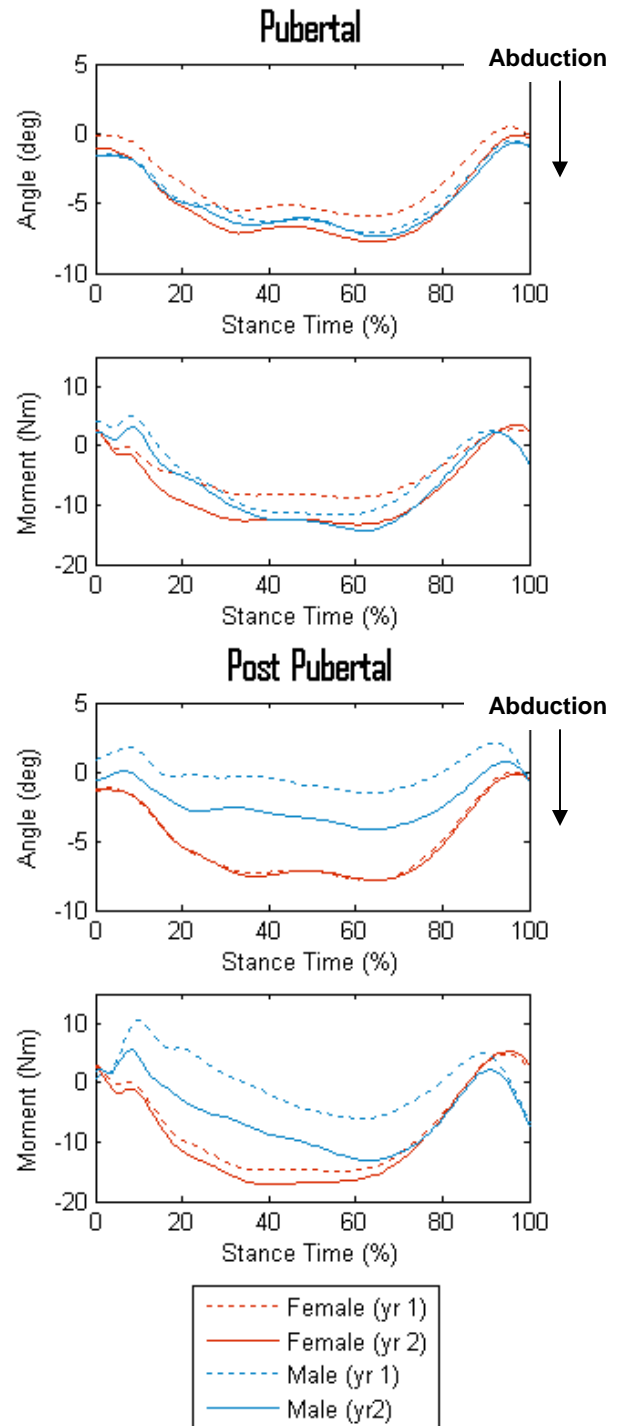 Pubertal
Abduction
5
0
-5
-10
Angle (deg)
0 20 40 60 80 100
Stance Time (%)
10
0
-10
-20
Moment (Nm)
0 20 40 60 80 100
Stance Time (%)
Post Pubertal
Abduction
5
0
-5
-10
Angle (deg)
0 20 40 60 80 100
Stance Time (%)
10
0
-10
-20
Moment (Nm)
0 20 40 60 80 100
Stance Time (%)
Female (yr 1)
Female (yr 2)
Male (yr 1)
Male (yr2)